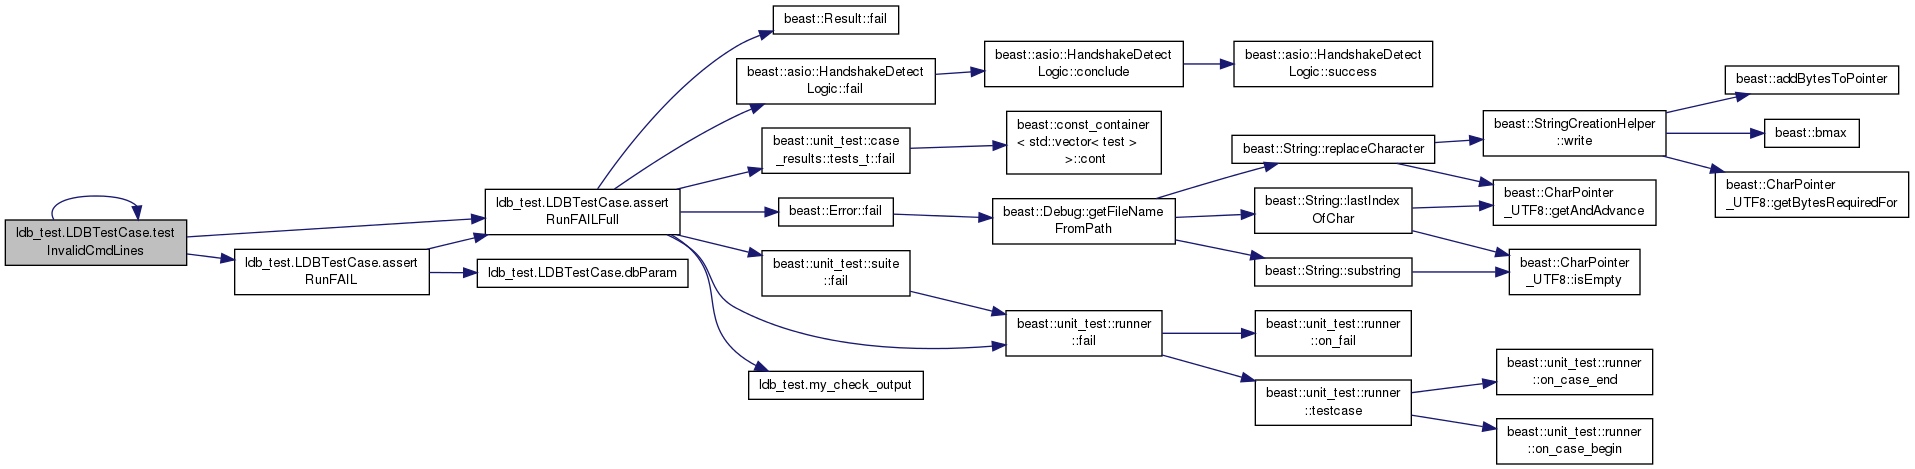 ldb_test.LDBTestCase.test
InvalidCmdLines
ldb_test.LDBTestCase.assert
RunFAIL
ldb_test.LDBTestCase.assert
RunFAILFull
ldb_test.LDBTestCase.dbParam
beast::Result::fail
beast::asio::HandshakeDetect
Logic::fail
beast::unit_test::case
_results::tests_t::fail
beast::Error::fail
beast::unit_test::suite
::fail
ldb_test.my_check_output
beast::asio::HandshakeDetect
Logic::conclude
beast::const_container
< std::vector< test >
>::cont
beast::Debug::getFileName
FromPath
beast::unit_test::runner
::fail
beast::asio::HandshakeDetect
Logic::success
beast::String::replaceCharacter
beast::String::lastIndex
OfChar
beast::String::substring
beast::unit_test::runner
::on_fail
beast::unit_test::runner
::testcase
beast::StringCreationHelper
::write
beast::CharPointer
_UTF8::getAndAdvance
beast::CharPointer
_UTF8::isEmpty
beast::unit_test::runner
::on_case_end
beast::unit_test::runner
::on_case_begin
beast::addBytesToPointer
beast::bmax
beast::CharPointer
_UTF8::getBytesRequiredFor